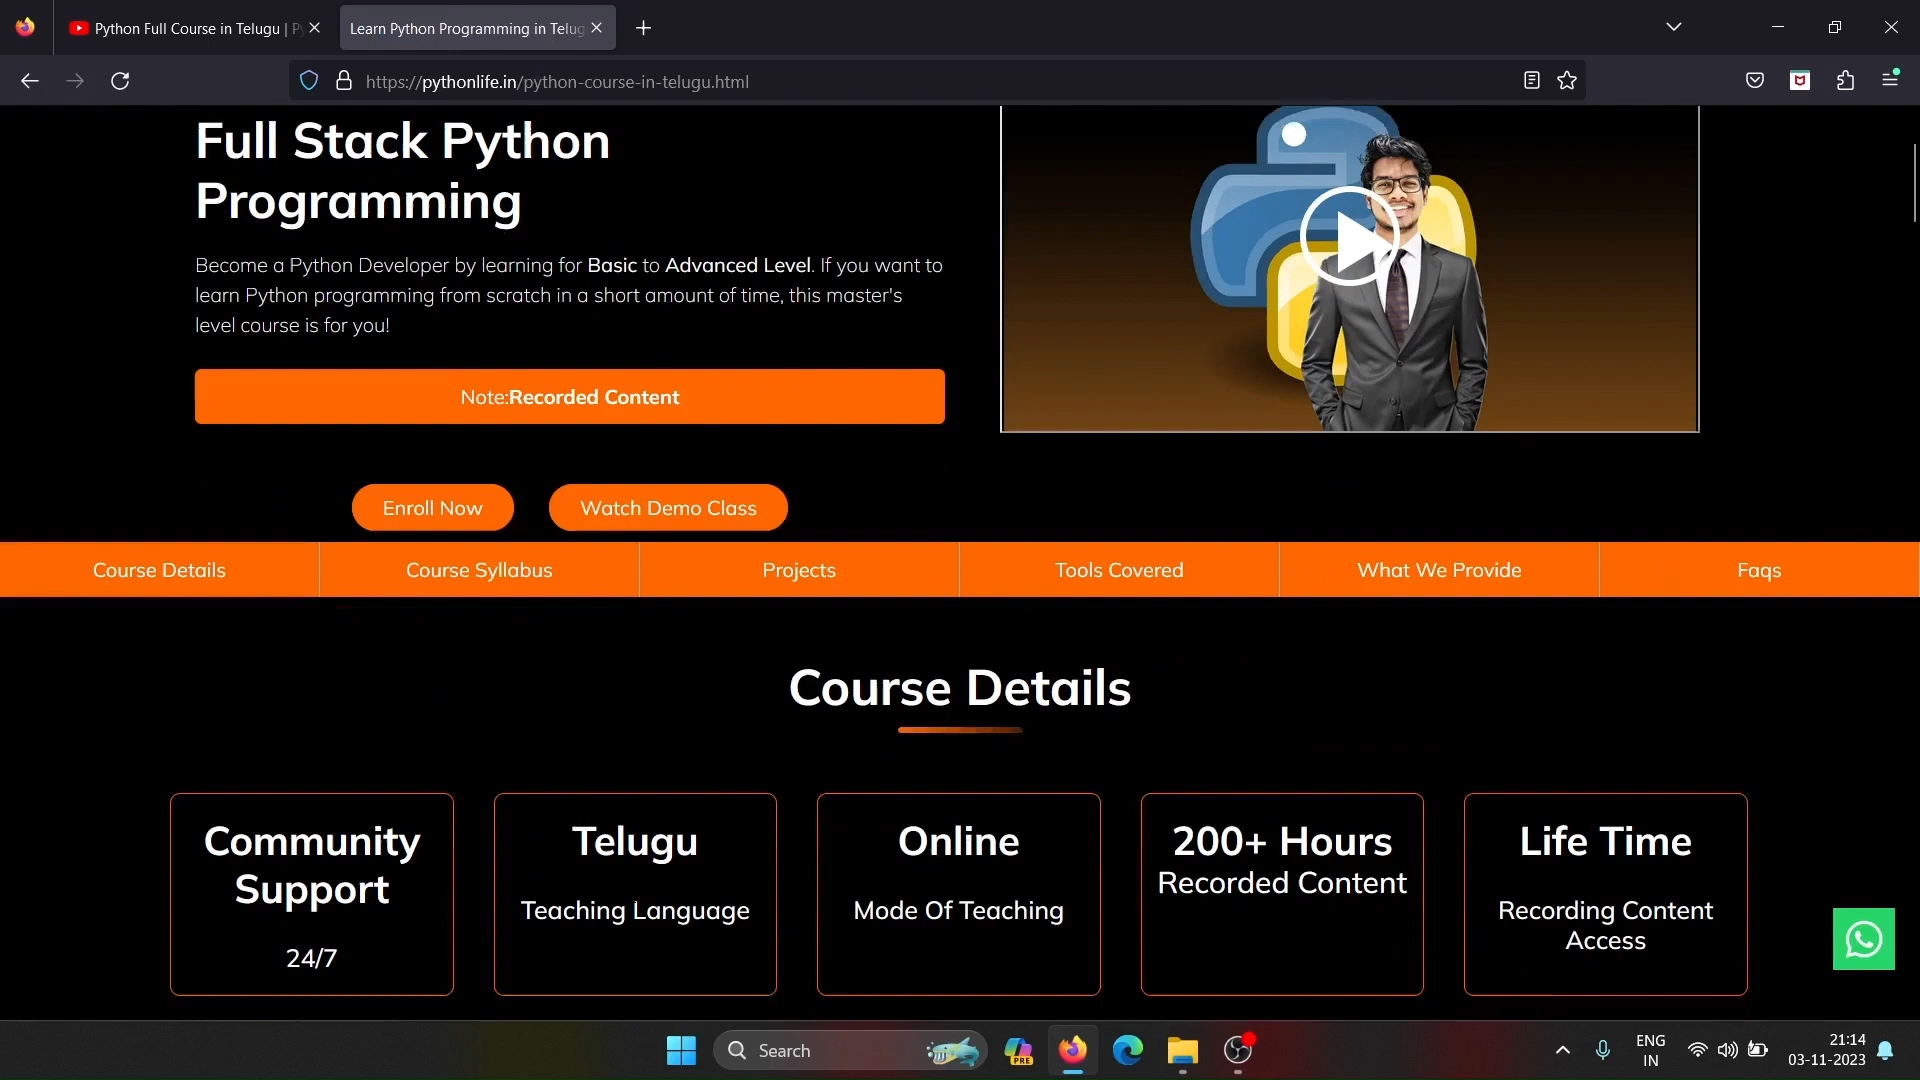 Python Full Course in Telugu |
Learn Python Programming in Telug
https://pythonlife.in/python-course-in-telugu.html
Full Stack Python
Programming
Become a Python Developer by learning for Basic to Advanced Level. If you want to
learn Python programming from scratch in a short amount of time, this master's
level course is for you!
Note:Recorded Content
Enroll Now
Watch Demo Class
Course Details
Course Syllabus
Projects
Tools Covered
What We Provide
Faqs
Course Details
Community
Support
24/7
Telugu
Teaching Language
Online
Mode Of Teaching
200+ Hours
Recorded Content
Life Time
Recording Content
Access
Search
PRE
ENG
IN
21:14
03-11-2023